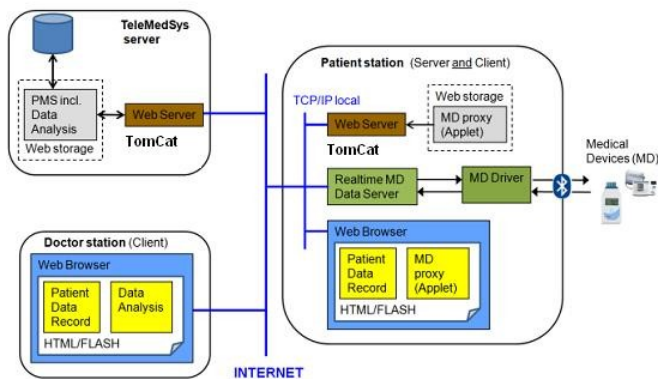 TeleMedSys
server
PMS incl.
Data
Analysis
Web storage
Web Server
TomCat
Patient station (Server and Client)
TCP/IP local
Web storage
Web Server
MD proxy
(Applet)
TomCat
Medical
Devices (MD)
Realtime MD
Data Server
MD Driver
Web Browser
Patient
Data
Record
MD
proxy
(Applet)
HTML/FLASH
Doctor station (Client)
Web Browser
Patient
Data
Record
Data
Analysis
HTML/FLASH
INTERNET